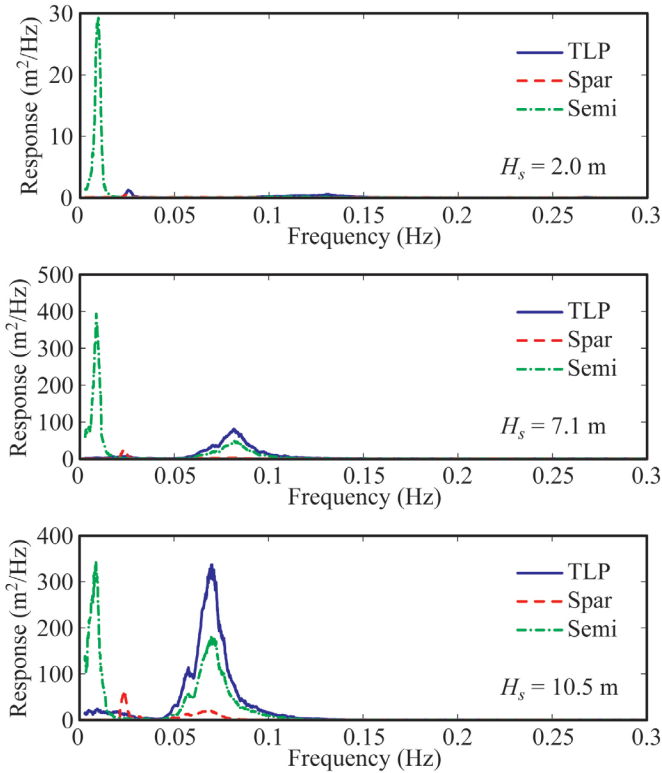 30
20
10
0
Response (m²/Hz)
TLP
Spar
Semi
Hₛ = 2.0 m
0 0.05 0.1 0.15 0.2 0.25 0.3
Frequency (Hz)
500
400
300
200
100
0
Response (m²/Hz)
TLP
Spar
Semi
Hₛ = 7.1 m
0 0.05 0.1 0.15 0.2 0.25 0.3
Frequency (Hz)
400
300
200
100
0
Response (m²/Hz)
TLP
Spar
Semi
Hₛ = 10.5 m
0 0.05 0.1 0.15 0.2 0.25 0.3
Frequency (Hz)